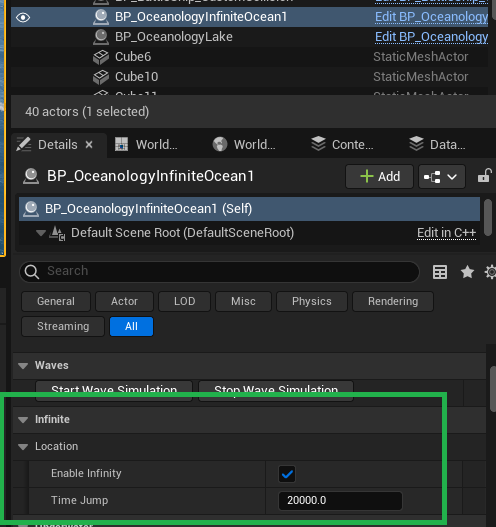 BP_OceanologyInfiniteOcean1 Edit BP_Oceanology
BP_OceanologyLake Edit BP_Oceanology
Cube6 StaticMeshActor
Cube10 StaticMeshActor
40 actors (1 selected)
Details World... World... Conte... Data...
BP_OceanologyInfiniteOcean1 Add
BP_OceanologyInfiniteOcean1 (Self)
Default Scene Root (DefaultSceneRoot) Edit in C++
Search
General Actor LOD Misc Physics Rendering
Streaming All
Waves
Start Wave Simulation Stop Wave Simulation
Infinite
Location
Enable Infinity
Time Jump 20000.0